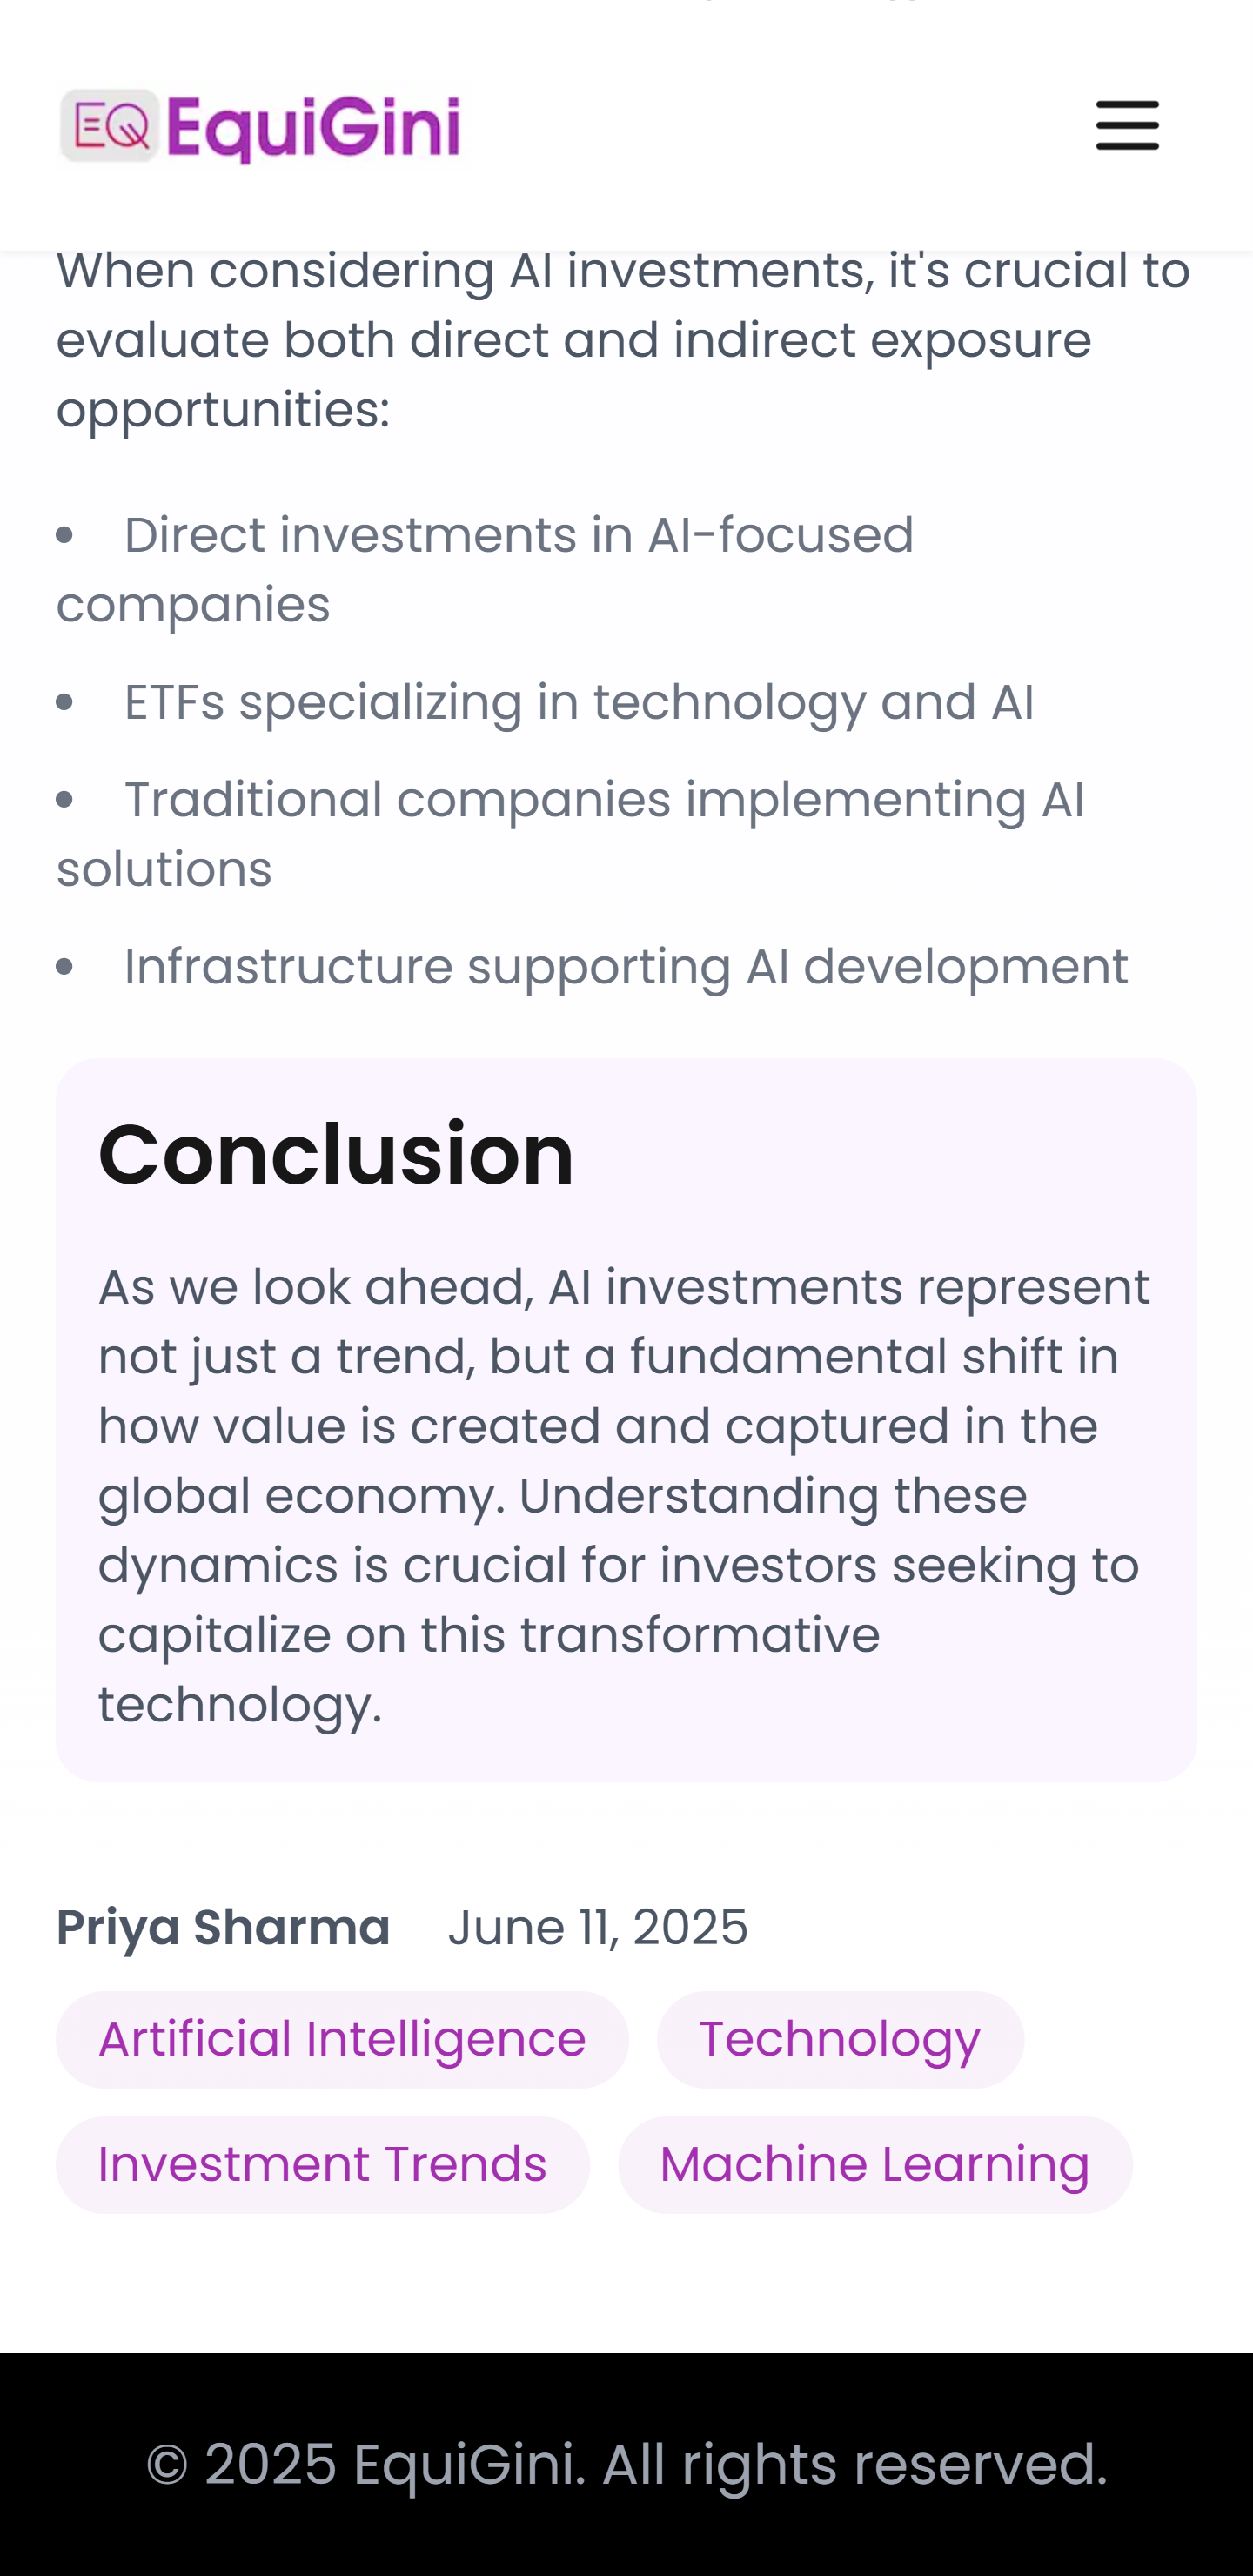 EQ EquiGini
When considering AI investments, it's crucial to
evaluate both direct and indirect exposure
opportunities:
• Direct investments in AI-focused
companies
• ETFs specializing in technology and AI
• Traditional companies implementing AI
solutions
• Infrastructure supporting AI development
Conclusion
As we look ahead, AI investments represent
not just a trend, but a fundamental shift in
how value is created and captured in the
global economy. Understanding these
dynamics is crucial for investors seeking to
capitalize on this transformative
technology.
Priya Sharma June 11, 2025
Artificial Intelligence Technology
Investment Trends Machine Learning
© 2025 EquiGini. All rights reserved.